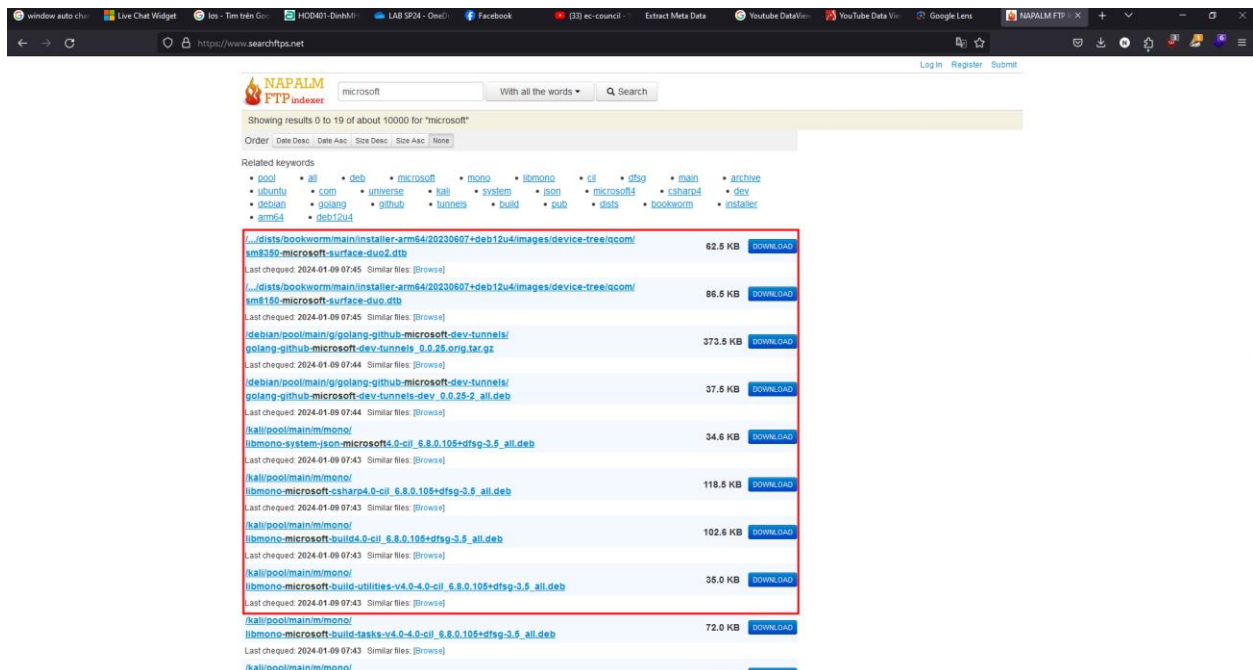 window auto che
Live Chat Widget
Ios - Tìm trên Goo
HOD401-DinhMH
LAB SP24 - OneDr
Facebook
(33) ec-council -
Extract Meta Data
Youtube DataView
YouTube Data Vie
Google Lens
NAPALM FTP I
https://www.searchftps.net
Log In Register Submit
NAPALM
FTP indexer
microsoft
With all the words
Search
Showing results 0 to 19 of about 10000 for "microsoft"
Order Date Desc Date Asc Size Desc Size Asc None
Related keywords
• pool • all • deb • microsoft • mono • libmono • cil • dfsg • main • archive
• ubuntu • com • universe • kali • system • json • microsoft4 • csharp4 • dev
• debian • golang • github • tunnels • build • pub • dists • bookworm • installer
• arm64 • deb12u4
/.../dists/bookworm/main/installer-arm64/20230607+deb12u4/images/device-tree/qcom/
sm8350-microsoft-surface-duo2.dtb
62.5 KB DOWNLOAD
Last chequed: 2024-01-09 07:45 Similar files: [Browse]
/.../dists/bookworm/main/installer-arm64/20230607+deb12u4/images/device-tree/qcom/
sm8150-microsoft-surface-duo.dtb
86.5 KB DOWNLOAD
Last chequed: 2024-01-09 07:45 Similar files: [Browse]
/debian/pool/main/g/golang-github-microsoft-dev-tunnels/
golang-github-microsoft-dev-tunnels_0.0.25.orig.tar.gz
373.5 KB DOWNLOAD
Last chequed: 2024-01-09 07:44 Similar files: [Browse]
/debian/pool/main/g/golang-github-microsoft-dev-tunnels/
golang-github-microsoft-dev-tunnels-dev_0.0.25-2_all.deb
37.5 KB DOWNLOAD
Last chequed: 2024-01-09 07:44 Similar files: [Browse]
/kali/pool/main/m/mono/
libmono-system-json-microsoft4.0-cil_6.8.0.105+dfsg-3.5_all.deb
34.6 KB DOWNLOAD
Last chequed: 2024-01-09 07:43 Similar files: [Browse]
/kali/pool/main/m/mono/
libmono-microsoft-csharp4.0-cil_6.8.0.105+dfsg-3.5_all.deb
118.5 KB DOWNLOAD
Last chequed: 2024-01-09 07:43 Similar files: [Browse]
/kali/pool/main/m/mono/
libmono-microsoft-build4.0-cil_6.8.0.105+dfsg-3.5_all.deb
102.6 KB DOWNLOAD
Last chequed: 2024-01-09 07:43 Similar files: [Browse]
/kali/pool/main/m/mono/
libmono-microsoft-build-utilities-v4.0-4.0-cil_6.8.0.105+dfsg-3.5_all.deb
35.0 KB DOWNLOAD
Last chequed: 2024-01-09 07:43 Similar files: [Browse]
/kali/pool/main/m/mono/
libmono-microsoft-build-tasks-v4.0-4.0-cil_6.8.0.105+dfsg-3.5_all.deb
72.0 KB DOWNLOAD
Last chequed: 2024-01-09 07:43 Similar files: [Browse]
/kali/pool/main/m/mono/